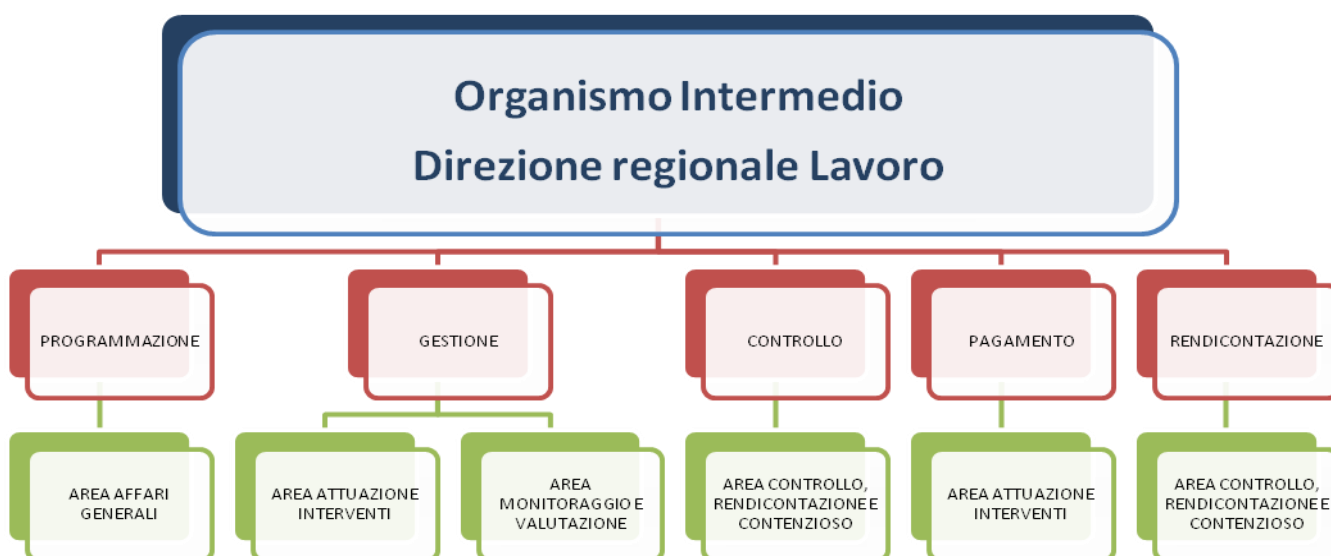 Organismo Intermedio
Direzione regionale Lavoro
PROGRAMMAZIONE
GESTIONE
CONTROLLO
PAGAMENTO
RENDICONTAZIONE
AREA AFFARI
GENERALI
AREA ATTUAZIONE
INTERVENTI
AREA
MONITORAGGIO E
VALUTAZIONE
AREA CONTROLLO,
RENDICONTAZIONE E
CONTENZIOSO
AREA ATTUAZIONE
INTERVENTI
AREA CONTROLLO,
RENDICONTAZIONE E
CONTENZIOSO